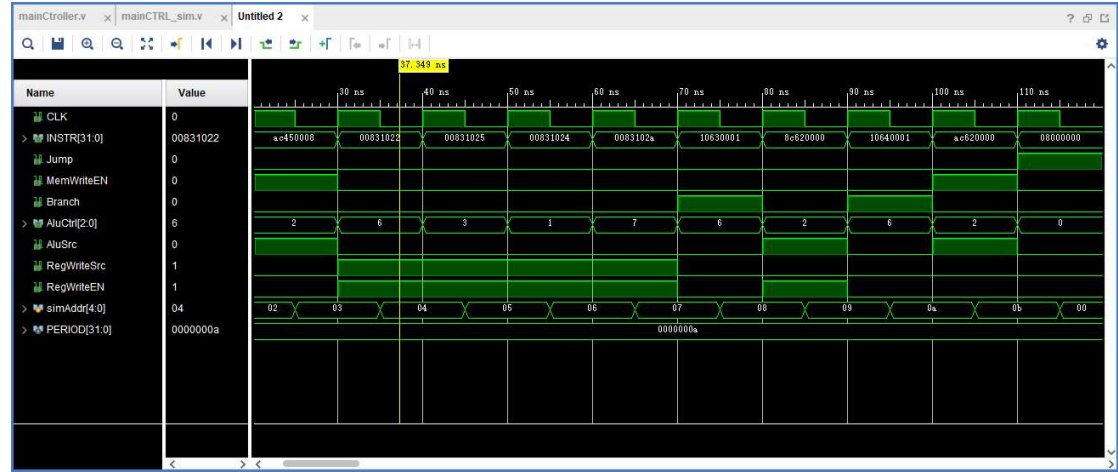 mainCtroller.v × mainCTRL_sim.v × Untitled 2 × ?
37.349 ns
Name Value 30 ns 40 ns 50 ns 60 ns 70 ns 80 ns 90 ns 100 ns 110 ns
CLK 0
INSTR[31:0] 00831022 ac450008 00831022 00831025 00831024 0083102a 10630001 8c620000 10640001 ac620000 08000000
Jump 0
MemWriteEN 0
Branch 0
AluCtrl[2:0] 6 2 6 3 1 7 6 2 6 2 0
AluSrc 0
RegWriteSrc 1
RegWriteEN 1
simAddr[4:0] 04 02 03 04 05 06 07 08 09 0a 0b 00
PERIOD[31:0] 0000000a 0000000a